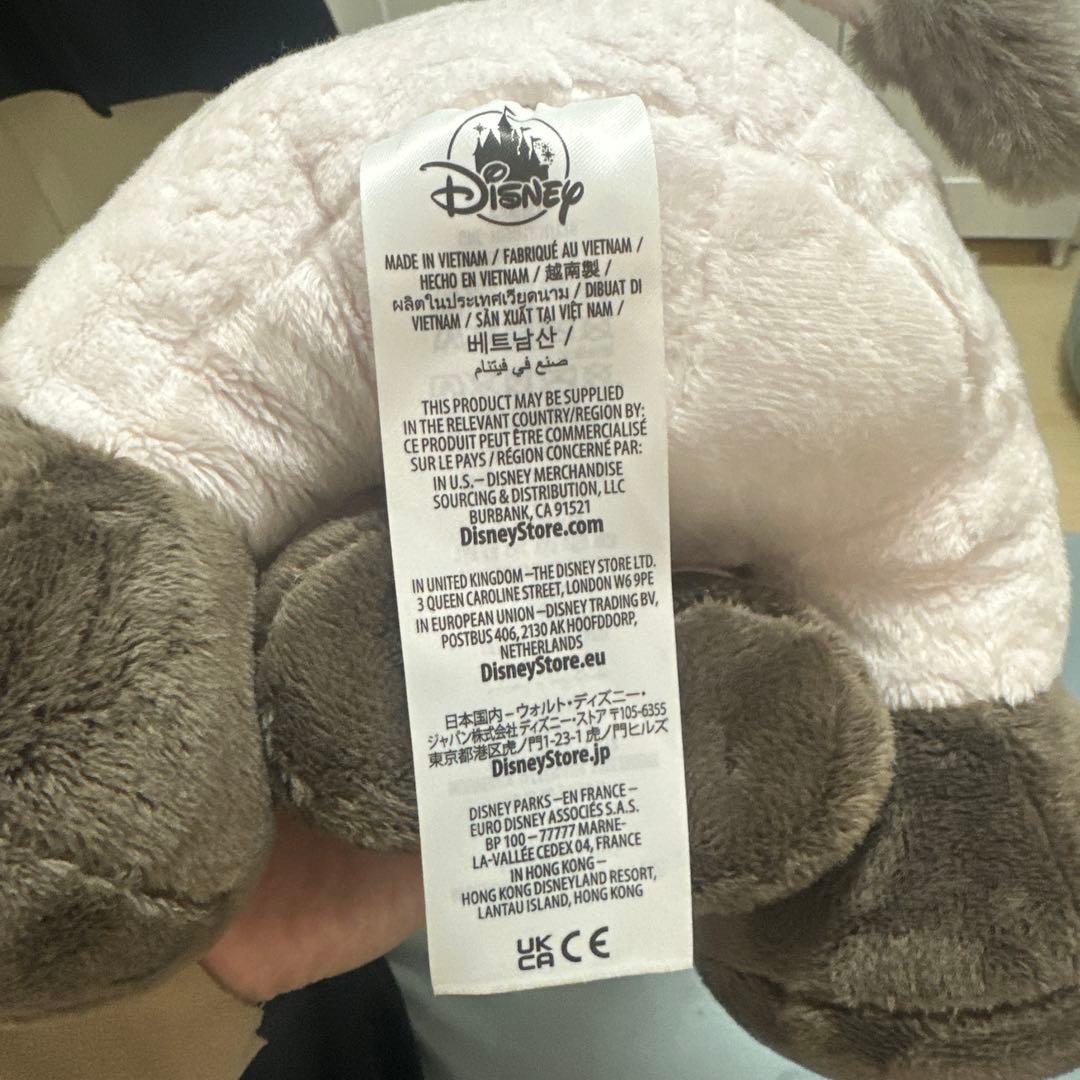 Disney
MADE IN VIETNAM / FABRIQUÉ AU VIETNAM /
HECHO EN VIETNAM / 越南製 /
ผลิตในประเทศเวียดนาม / DIBUAT DI
VIETNAM / SẢN XUẤT TẠI VIỆT NAM /
베트남산 /
صنع في فيتنام
THIS PRODUCT MAY BE SUPPLIED
IN THE RELEVANT COUNTRY/REGION BY:
CE PRODUIT PEUT ÊTRE COMMERCIALISÉ
SUR LE PAYS / RÉGION CONCERNÉ PAR:
IN U.S.– DISNEY MERCHANDISE
SOURCING & DISTRIBUTION, LLC
BURBANK, CA 91521
DisneyStore.com
IN UNITED KINGDOM –THE DISNEY STORE LTD.
3 QUEEN CAROLINE STREET, LONDON W6 9PE
IN EUROPEAN UNION –DISNEY TRADING BV,
POSTBUS 406, 2130 AK HOOFDDORP,
NETHERLANDS
DisneyStore.eu
日本国内–ウォルト・ディズニー・
ジャパン株式会社 ディズニー・ストア 〒105-6355
東京都港区虎ノ門1-23-1 虎ノ門ヒルズ
DisneyStore.jp
DISNEY PARKS –EN FRANCE –
EURO DISNEY ASSOCIÉS S.A.S.
BP 100 – 77777 MARNE-
LA-VALLÉE CEDEX 04, FRANCE
IN HONG KONG –
HONG KONG DISNEYLAND RESORT,
LANTAU ISLAND, HONG KONG
UK
CA CE